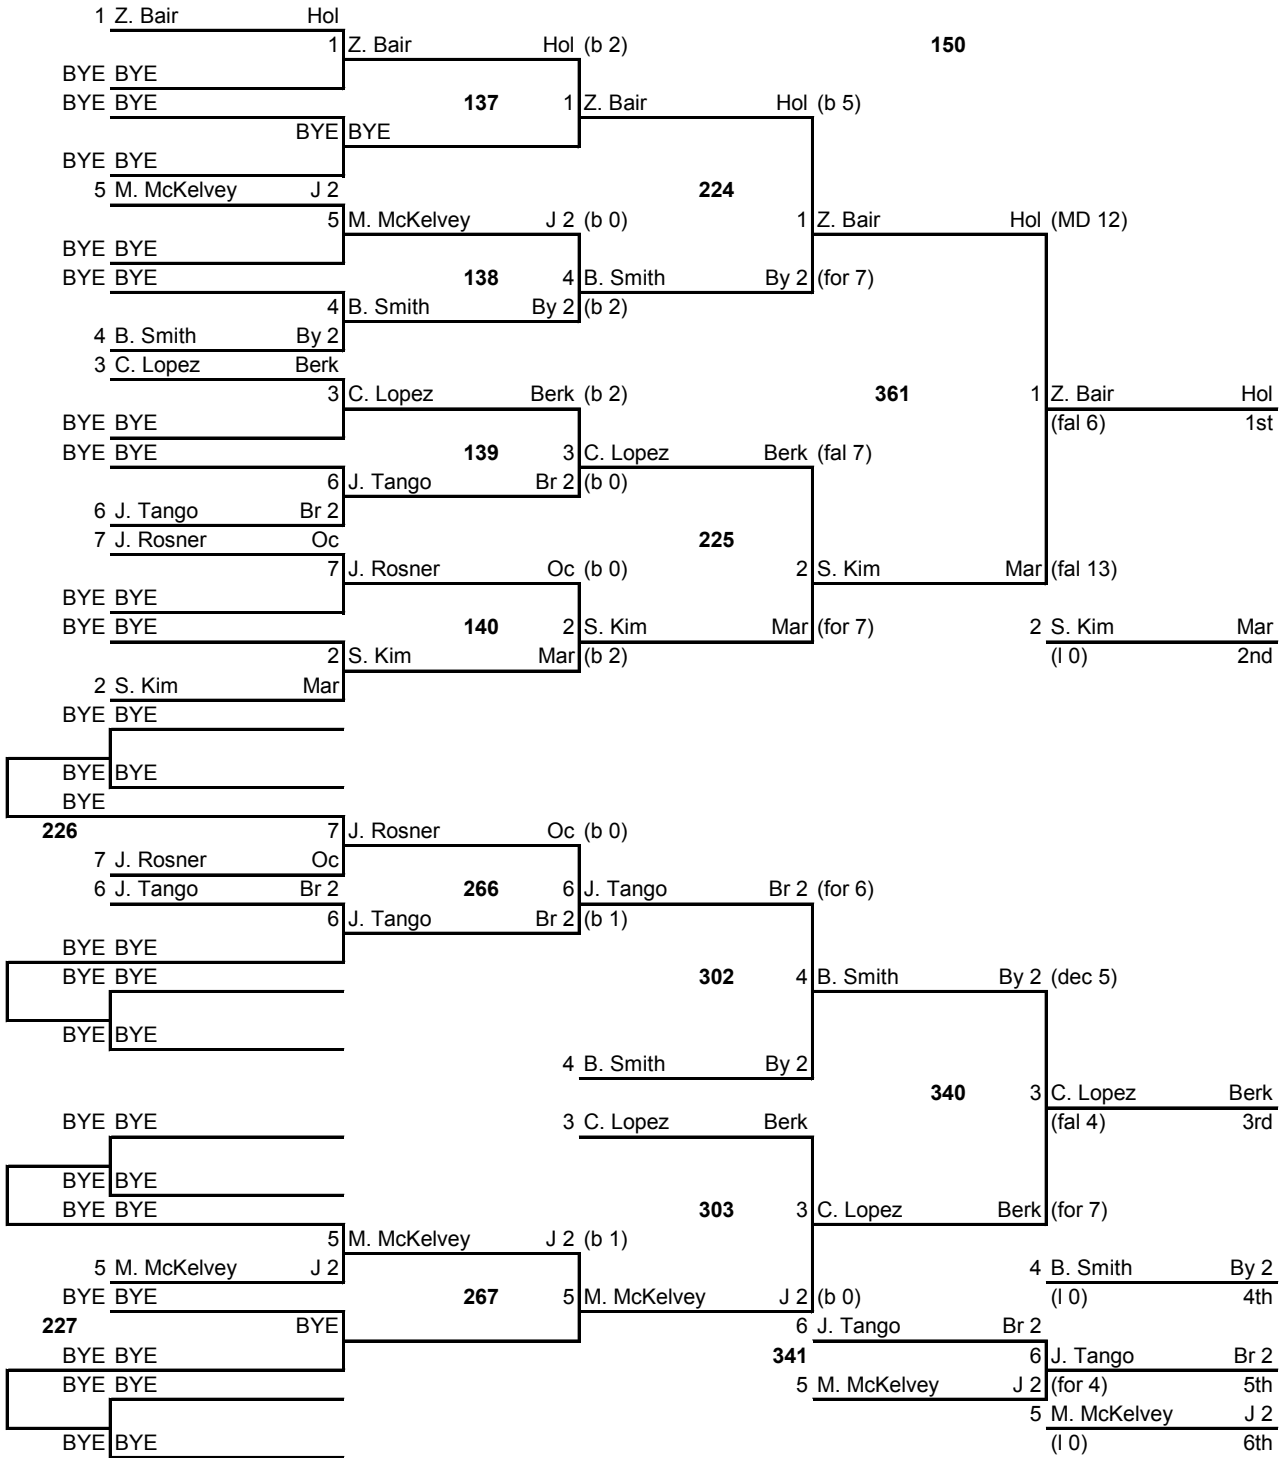 1 Z. Bair Hol
1 Z. Bair Hol (b 2) 150
BYE BYE
BYE BYE 137 1 Z. Bair Hol (b 5)
BYE BYE
BYE BYE
5 M. McKelvey J 2 224
5 M. McKelvey J 2 (b 0) 1 Z. Bair Hol (MD 12)
BYE BYE
BYE BYE 138 4 B. Smith By 2 (for 7)
4 B. Smith By 2 (b 2)
4 B. Smith By 2
3 C. Lopez Berk
3 C. Lopez Berk (b 2) 361 1 Z. Bair Hol
BYE BYE (fal 6) 1st
BYE BYE 139 3 C. Lopez Berk (fal 7)
6 J. Tango Br 2 (b 0)
6 J. Tango Br 2
7 J. Rosner Oc 225
7 J. Rosner Oc (b 0) 2 S. Kim Mar (fal 13)
BYE BYE
BYE BYE 140 2 S. Kim Mar (for 7) 2 S. Kim Mar
2 S. Kim Mar (b 2) (l 0) 2nd
2 S. Kim Mar
BYE BYE
BYE BYE
BYE
226 7 J. Rosner Oc (b 0)
7 J. Rosner Oc
6 J. Tango Br 2 266 6 J. Tango Br 2 (for 6)
6 J. Tango Br 2 (b 1)
BYE BYE
BYE BYE 302 4 B. Smith By 2 (dec 5)
BYE BYE
4 B. Smith By 2
340 3 C. Lopez Berk
BYE BYE 3 C. Lopez Berk (fal 4) 3rd
BYE BYE
BYE BYE 303 3 C. Lopez Berk (for 7)
5 M. McKelvey J 2 (b 1)
5 M. McKelvey J 2 4 B. Smith By 2
BYE BYE 267 5 M. McKelvey J 2 (b 0) (l 0) 4th
227 BYE 6 J. Tango Br 2
BYE BYE 341 6 J. Tango Br 2
BYE BYE 5 M. McKelvey J 2 (for 4) 5th
5 M. McKelvey J 2
BYE BYE (l 0) 6th